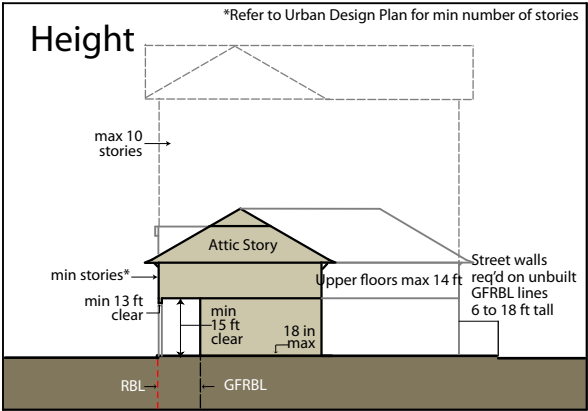 *Refer to Urban Design Plan for min number of stories
Height
max 10
stories
Attic Story
min stories*
Upper floors max 14 ft
Street walls
req'd on unbuilt
GFRBL lines
6 to 18 ft tall
min 13 ft
clear
min
15 ft
clear
18 in
max
RBL
GFRBL